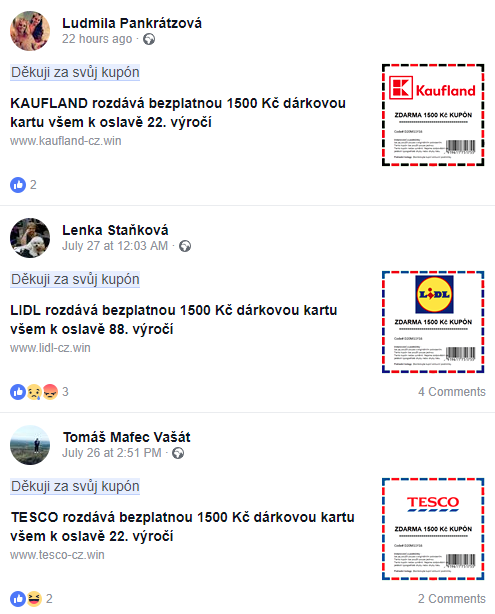 Ludmila Pankrátzová
22 hours ago ·
Děkuji za svůj kupón
KAUFLAND rozdává bezplatnou 1500 Kč dárkovou
kartu všem k oslavě 22. výročí
www.kaufland-cz.win
Kaufland
ZDARMA 1500 Kč KUPÓN
2
Lenka Staňková
July 27 at 12:03 AM ·
Děkuji za svůj kupón
LIDL rozdává bezplatnou 1500 Kč dárkovou kartu
všem k oslavě 88. výročí
www.lidl-cz.win
LIDL
ZDARMA 1500 Kč KUPÓN
3
4 Comments
Tomáš Mafec Vašát
July 26 at 2:51 PM ·
Děkuji za svůj kupón
TESCO rozdává bezplatnou 1500 Kč dárkovou kartu
všem k oslavě 22. výročí
www.tesco-cz.win
TESCO
ZDARMA 1500 Kč KUPÓN
2
2 Comments